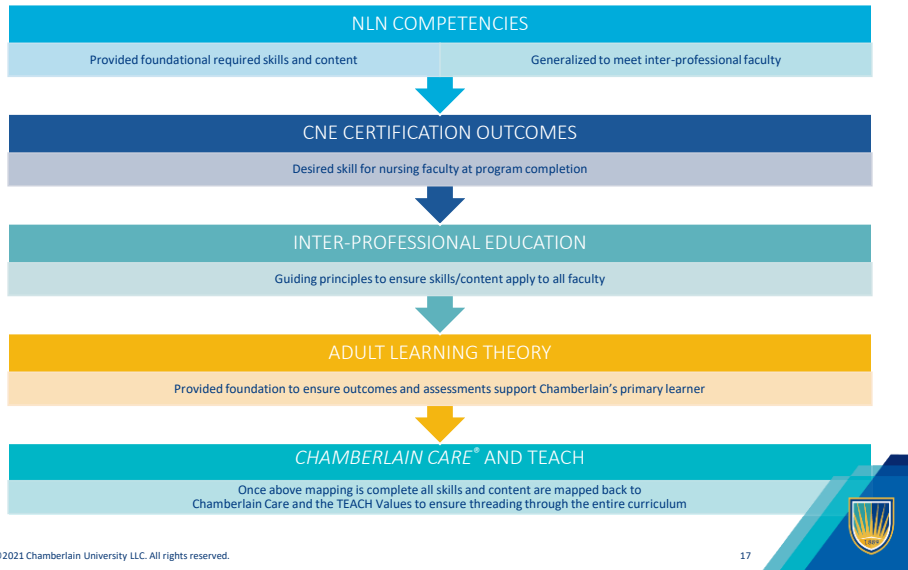 NLN COMPETENCIES
Provided foundational required skills and content
Generalized to meet inter-professional faculty
CNE CERTIFICATION OUTCOMES
Desired skill for nursing faculty at program completion
INTER-PROFESSIONAL EDUCATION
Guiding principles to ensure skills/content apply to all faculty
ADULT LEARNING THEORY
Provided foundation to ensure outcomes and assessments support Chamberlain's primary learner
CHAMBERLAIN CARE® AND TEACH
Once above mapping is complete all skills and content are mapped back to
Chamberlain Care and the TEACH Values to ensure threading through the entire curriculum
©2021 Chamberlain University LLC. All rights reserved.
17
1889